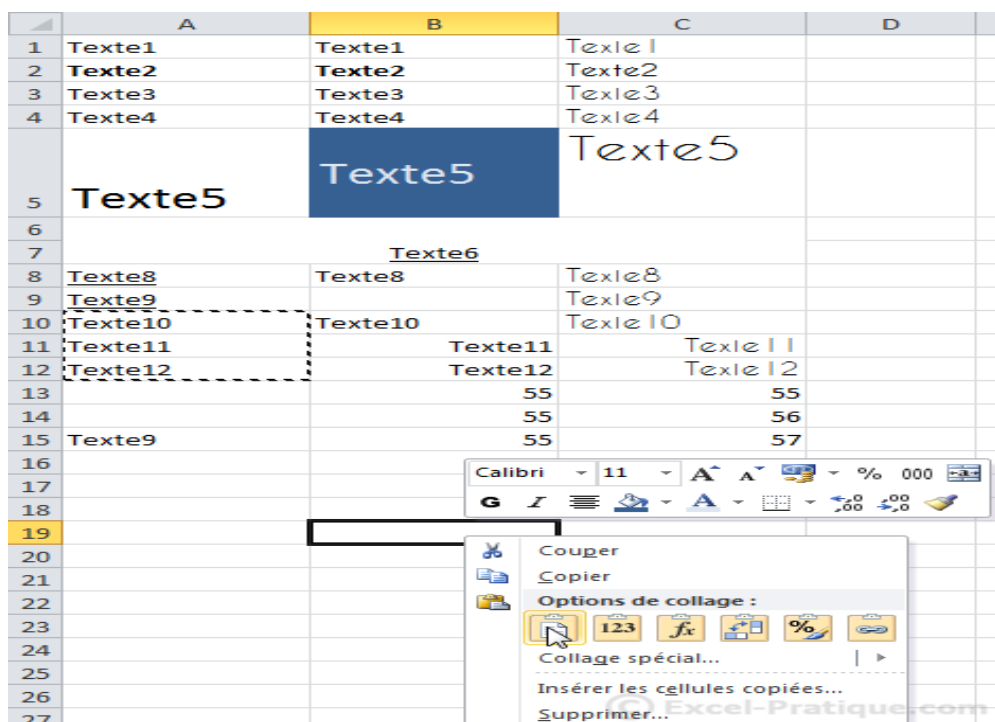 A B C D
1 Texte1 Texte1 Texte1
2 Texte2 Texte2 Texte2
3 Texte3 Texte3 Texte3
4 Texte4 Texte4 Texte4
5 Texte5 Texte5 Texte5
6
7 Texte6
8 Texte8 Texte8 Texte8
9 Texte9 Texte9
10 Texte10 Texte10 Texte10
11 Texte11 Texte11 Texte11
12 Texte12 Texte12 Texte12
13 55 55
14 55 56
15 Texte9 55 57
16
17 Calibri 11 A A % 000 a
18 G I A ,00 ,00 ,0
19
20 Couper
21 Copier
22 Options de collage :
23 123 fx %
24 Collage spécial...
25
26 Insérer les cellules copiées...
27 Supprimer...
(C) Excel-Pratique.com